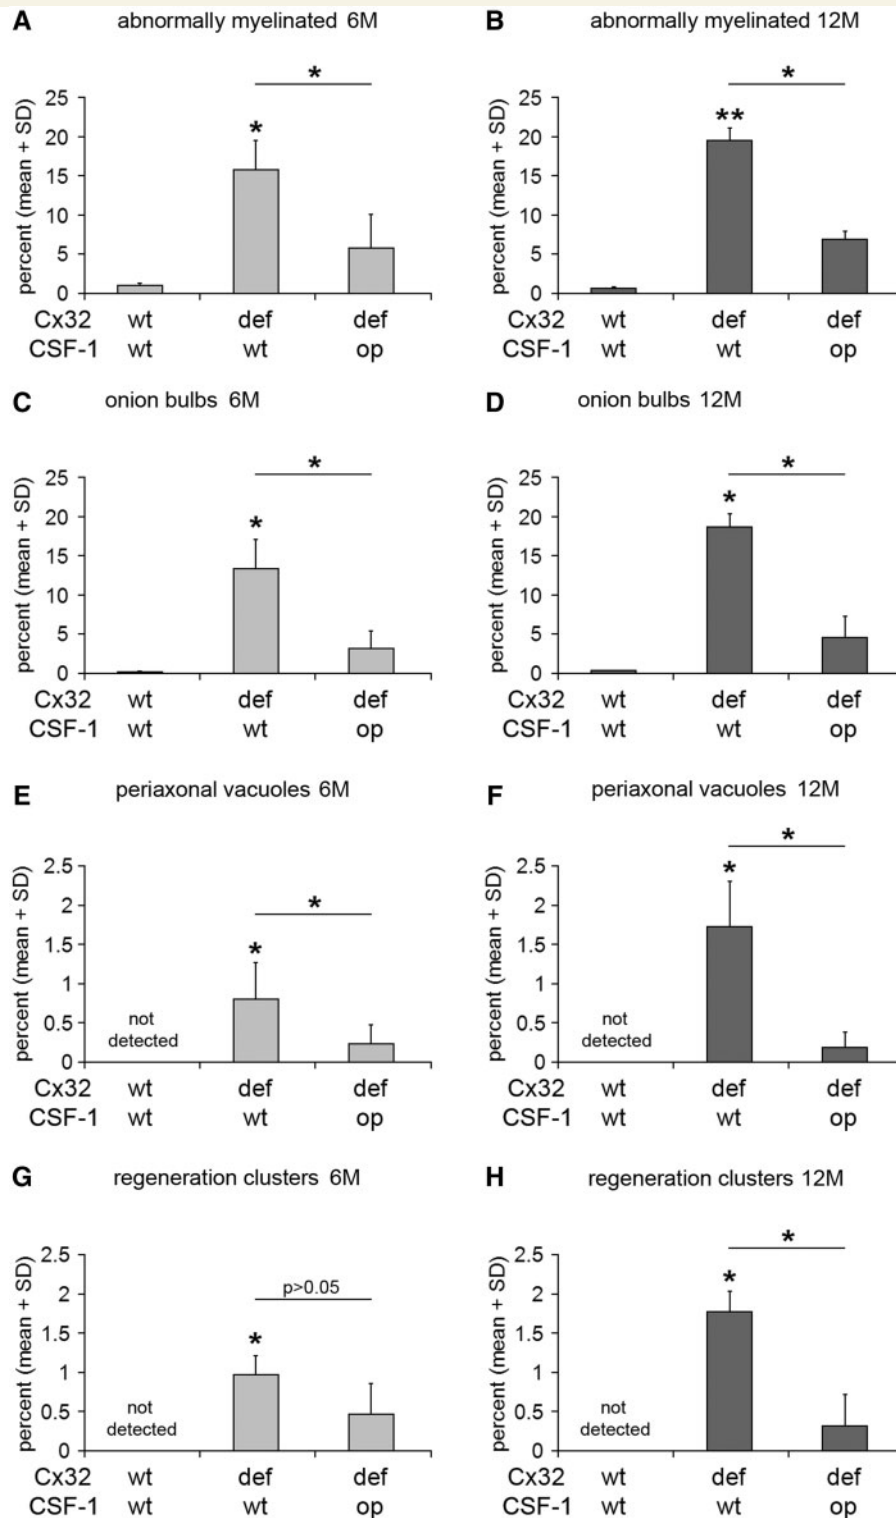 A abnormally myelinated 6M
*
*
percent (mean + SD)
25
20
15
10
5
0
Cx32 wt def def
CSF-1 wt wt op
B abnormally myelinated 12M
*
**
percent (mean + SD)
25
20
15
10
5
0
Cx32 wt def def
CSF-1 wt wt op
C onion bulbs 6M
*
*
percent (mean + SD)
25
20
15
10
5
0
Cx32 wt def def
CSF-1 wt wt op
D onion bulbs 12M
*
*
percent (mean + SD)
25
20
15
10
5
0
Cx32 wt def def
CSF-1 wt wt op
E periaxonal vacuoles 6M
*
*
percent (mean + SD)
2.5
2
1.5
1
0.5
0
not
detected
Cx32 wt def def
CSF-1 wt wt op
F periaxonal vacuoles 12M
*
*
percent (mean + SD)
2.5
2
1.5
1
0.5
0
not
detected
Cx32 wt def def
CSF-1 wt wt op
G regeneration clusters 6M
p>0.05
*
percent (mean + SD)
2.5
2
1.5
1
0.5
0
not
detected
Cx32 wt def def
CSF-1 wt wt op
H regeneration clusters 12M
*
*
percent (mean + SD)
2.5
2
1.5
1
0.5
0
not
detected
Cx32 wt def def
CSF-1 wt wt op